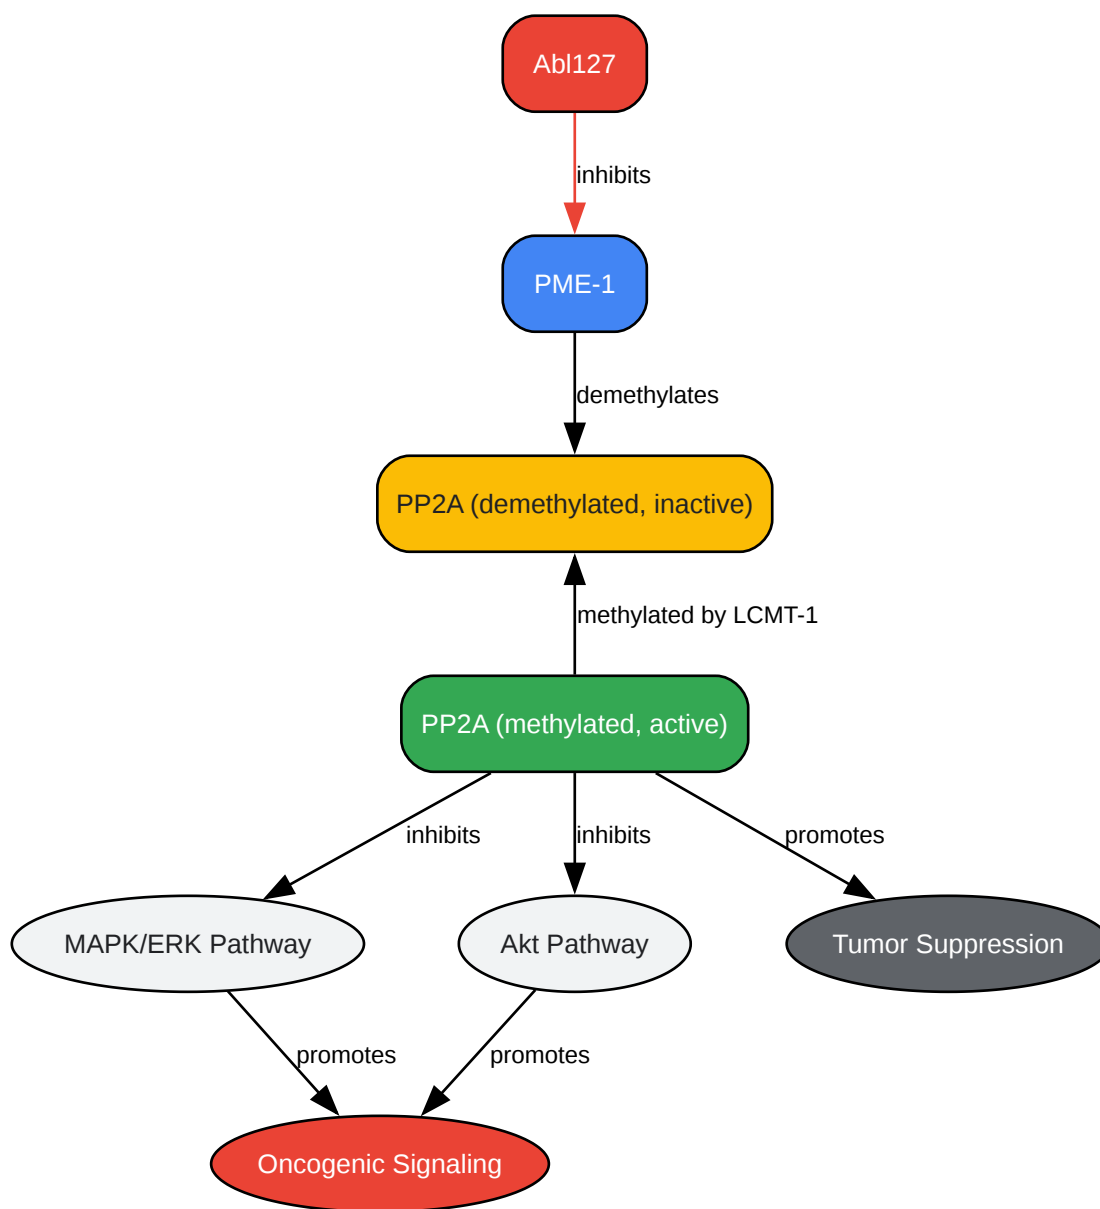 Abl127
inhibits
PME-1
demethylates
PP2A (demethylated, inactive)
methylated by LCMT-1
PP2A (methylated, active)
inhibits
inhibits
promotes
MAPK/ERK Pathway
Akt Pathway
Tumor Suppression
promotes
promotes
Oncogenic Signaling